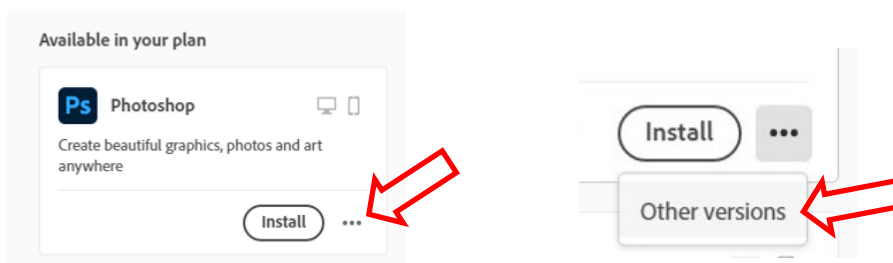 Available in your plan
Ps Photoshop
Create beautiful graphics, photos and art
anywhere
Install •••
Install •••
Other versions